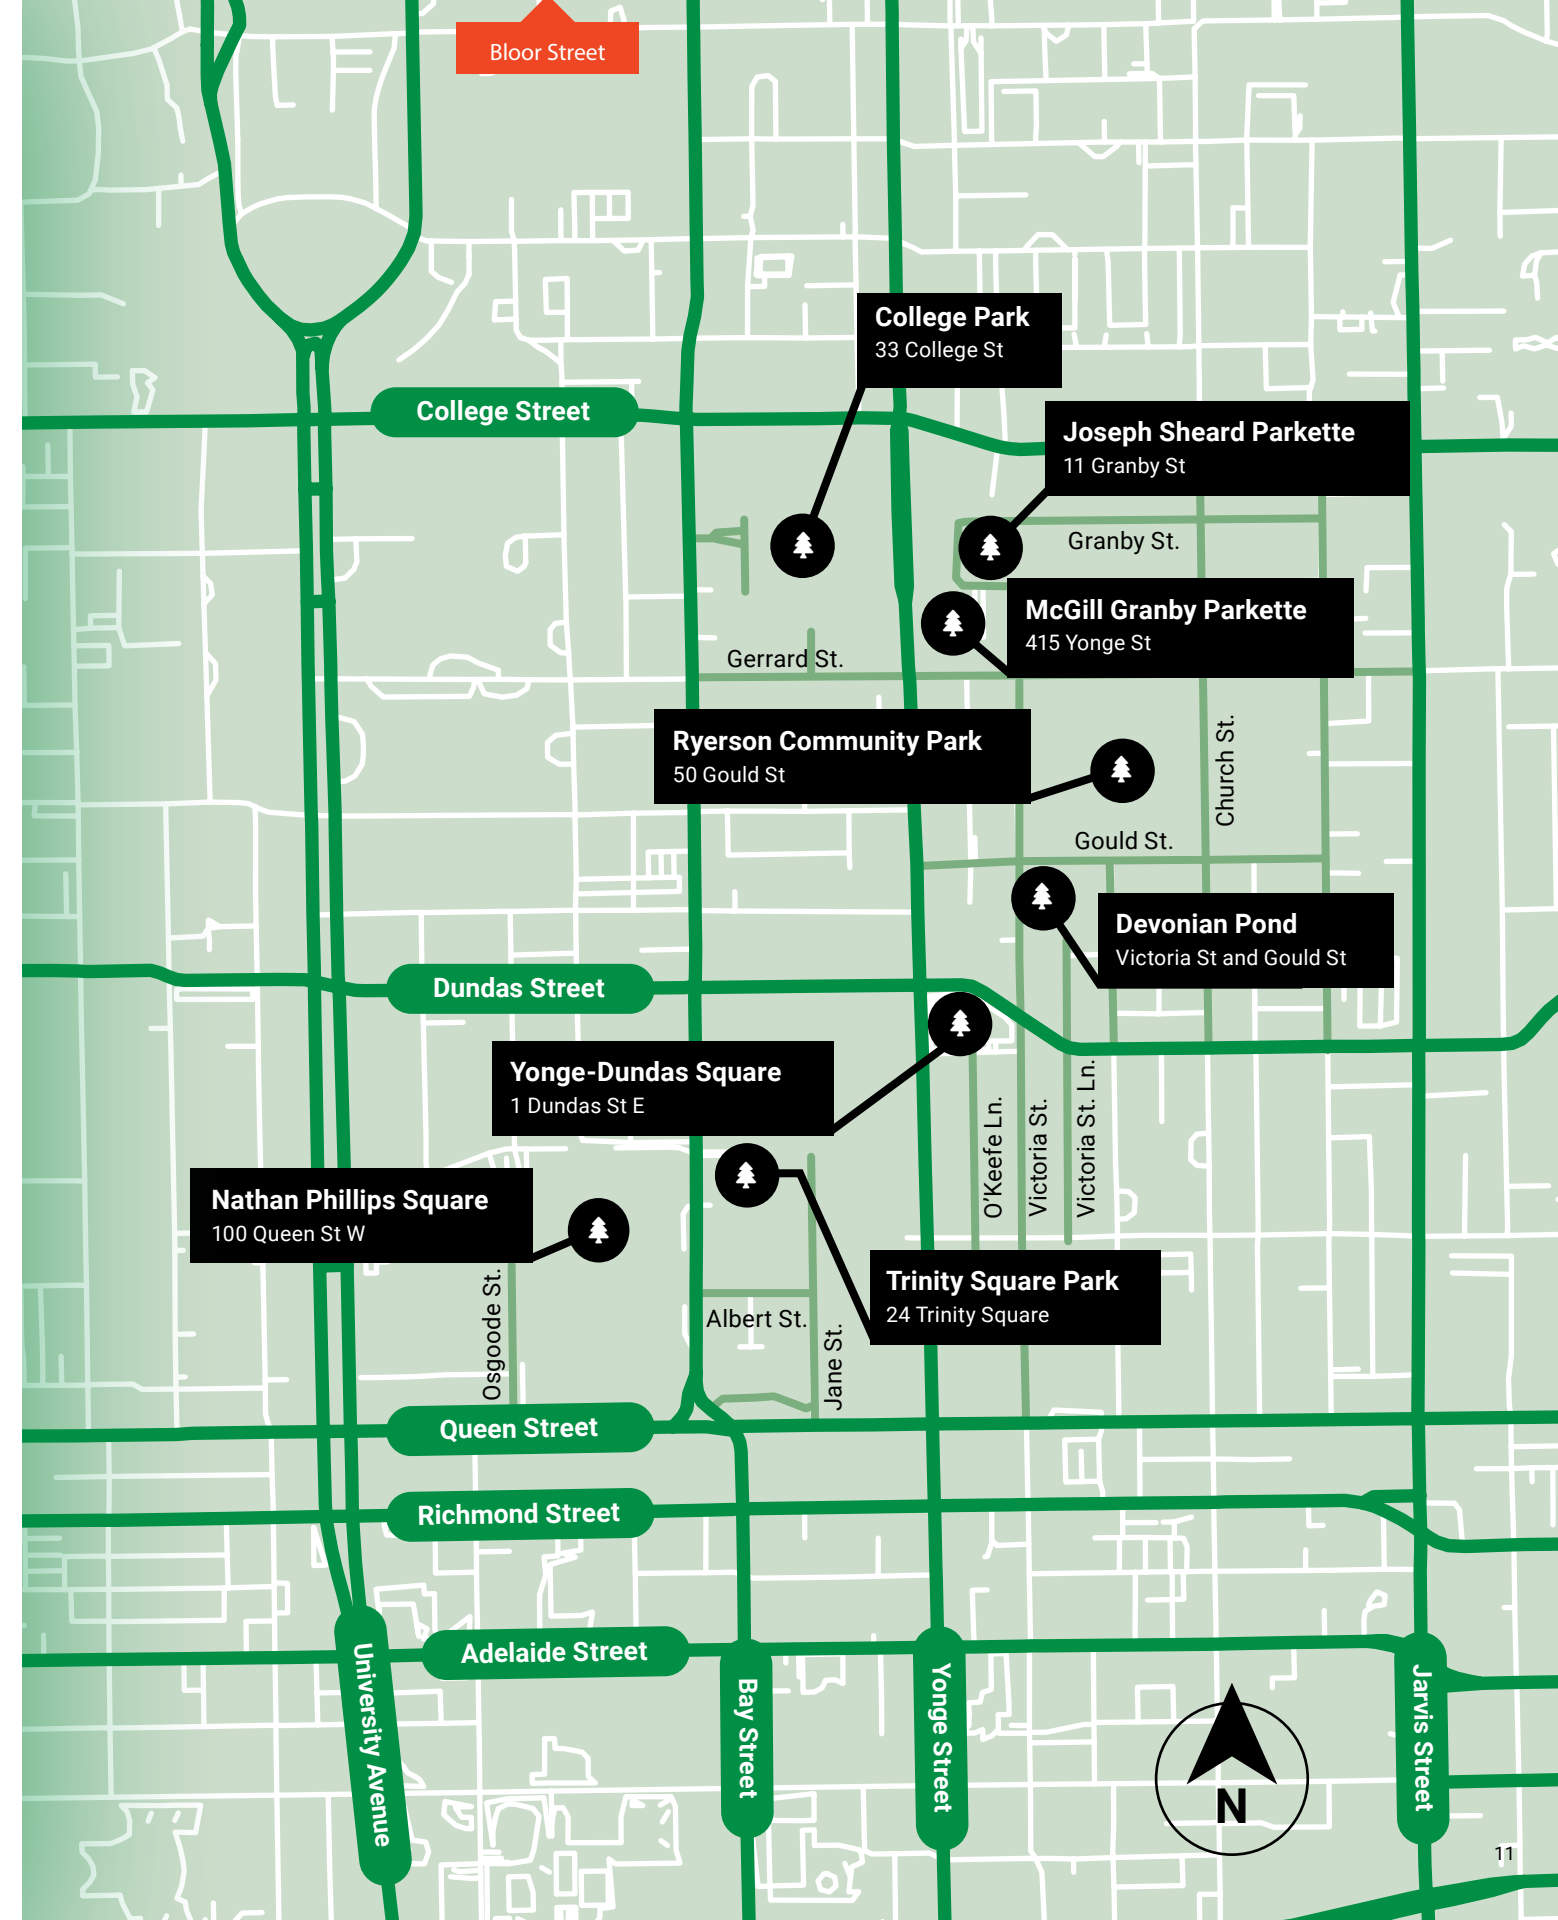 Bloor Street
College Park
33 College St
College Street
Joseph Sheard Parkette
11 Granby St
Granby St.
McGill Granby Parkette
415 Yonge St
Gerrard St.
Ryerson Community Park
50 Gould St
Church St.
Gould St.
Devonian Pond
Victoria St and Gould St
Dundas Street
Yonge-Dundas Square
1 Dundas St E
O'Keefe Ln.
Victoria St.
Victoria St. Ln.
Nathan Phillips Square
100 Queen St W
Trinity Square Park
24 Trinity Square
Osgoode St.
Albert St.
Jane St.
Queen Street
Richmond Street
Adelaide Street
University Avenue
Bay Street
Yonge Street
Jarvis Street
N
11